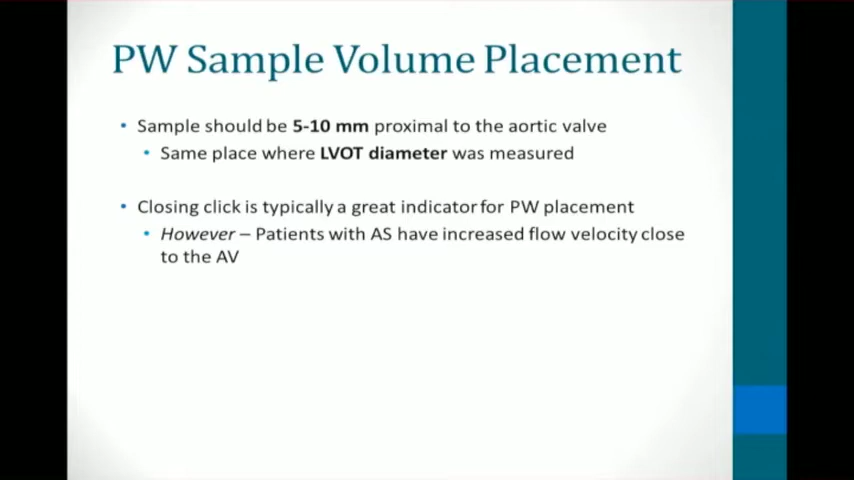 PW Sample Volume Placement
• Sample should be 5-10 mm proximal to the aortic valve
• Same place where LVOT diameter was measured
• Closing click is typically a great indicator for PW placement
• However – Patients with AS have increased flow velocity close
to the AV